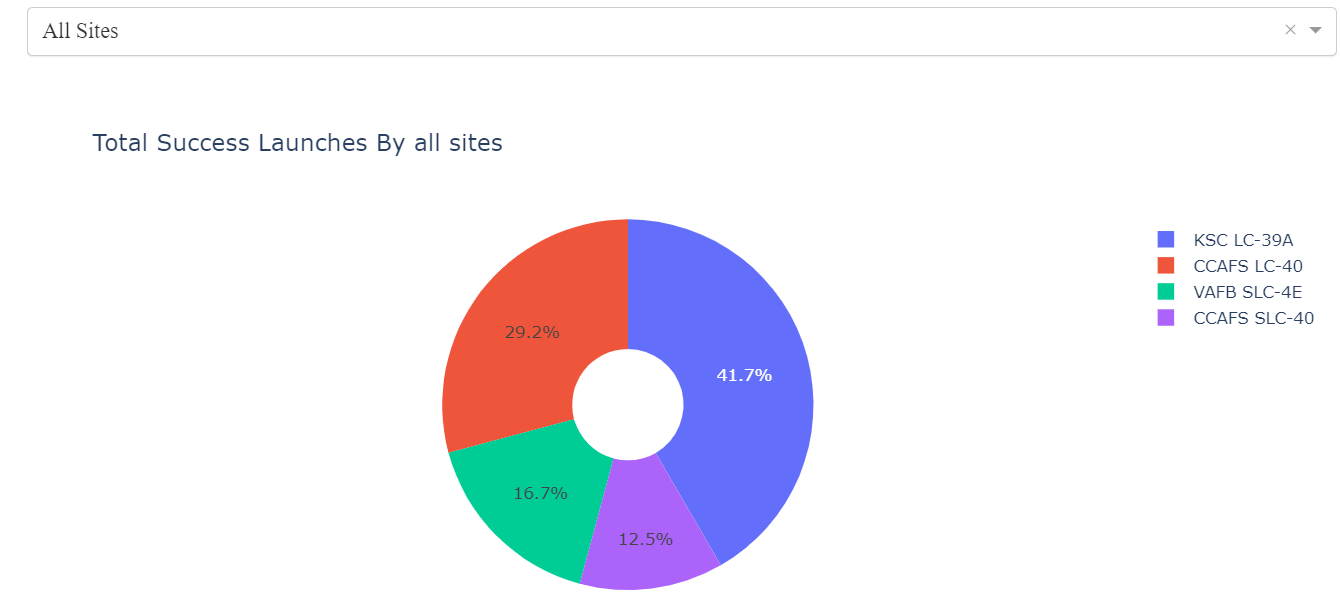 All Sites
Total Success Launches By all sites
KSC LC-39A
CCAFS LC-40
VAFB SLC-4E
CCAFS SLC-40
29.2%
41.7%
16.7%
12.5%